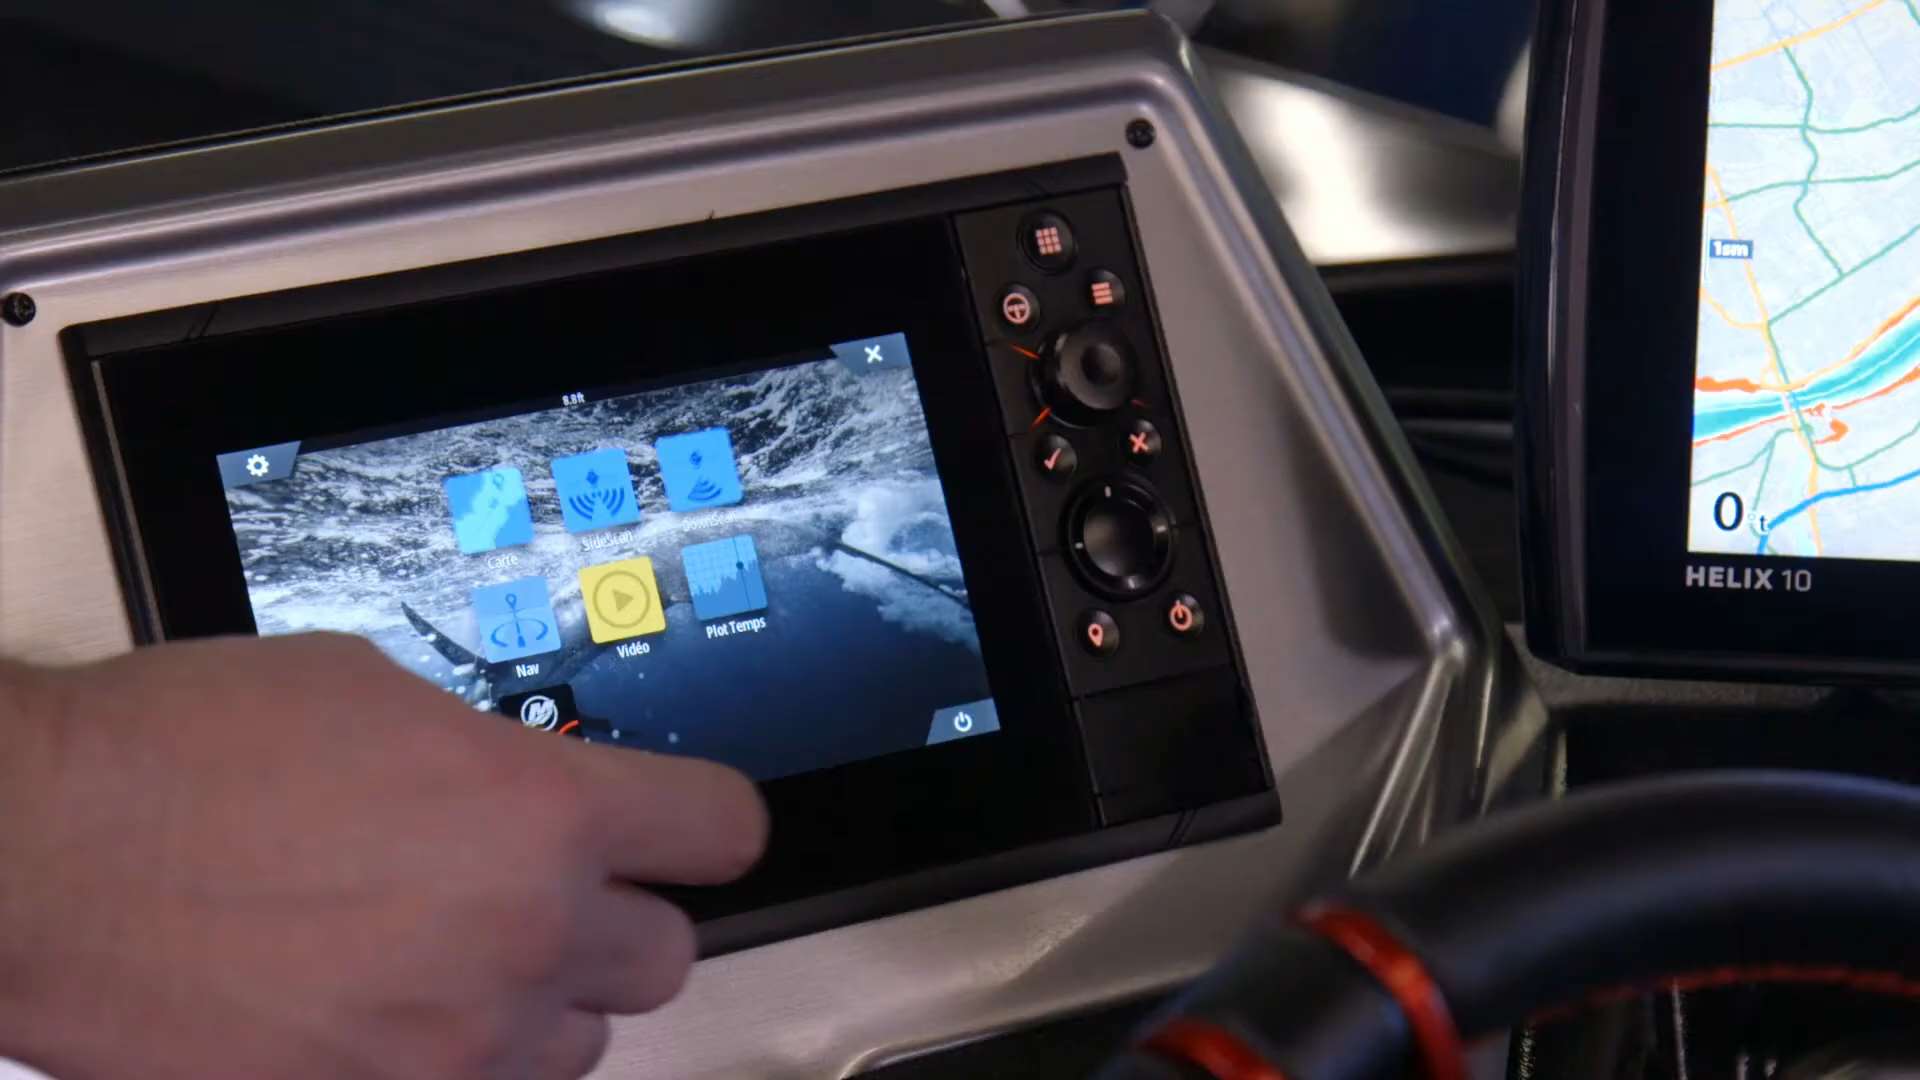 8.8ft
Carte
SideScan
DownScan
Nav
Vidéo
Plot Temps
1sm
0
HELIX 10